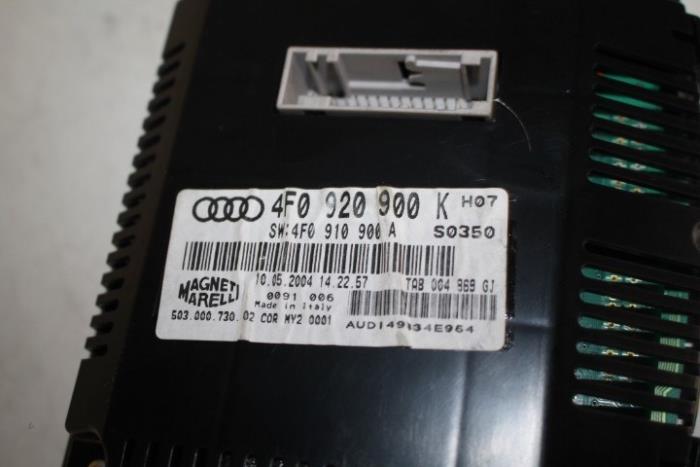 4F0 920 900 K H07
SW:4F0 910 900 A S0350
10.05.2004 14.22.57 TAB 004 969 GJ
MAGNETI
MARELLI
0091 006
Made in Italy
503.000.730.02 COR MY2 0001